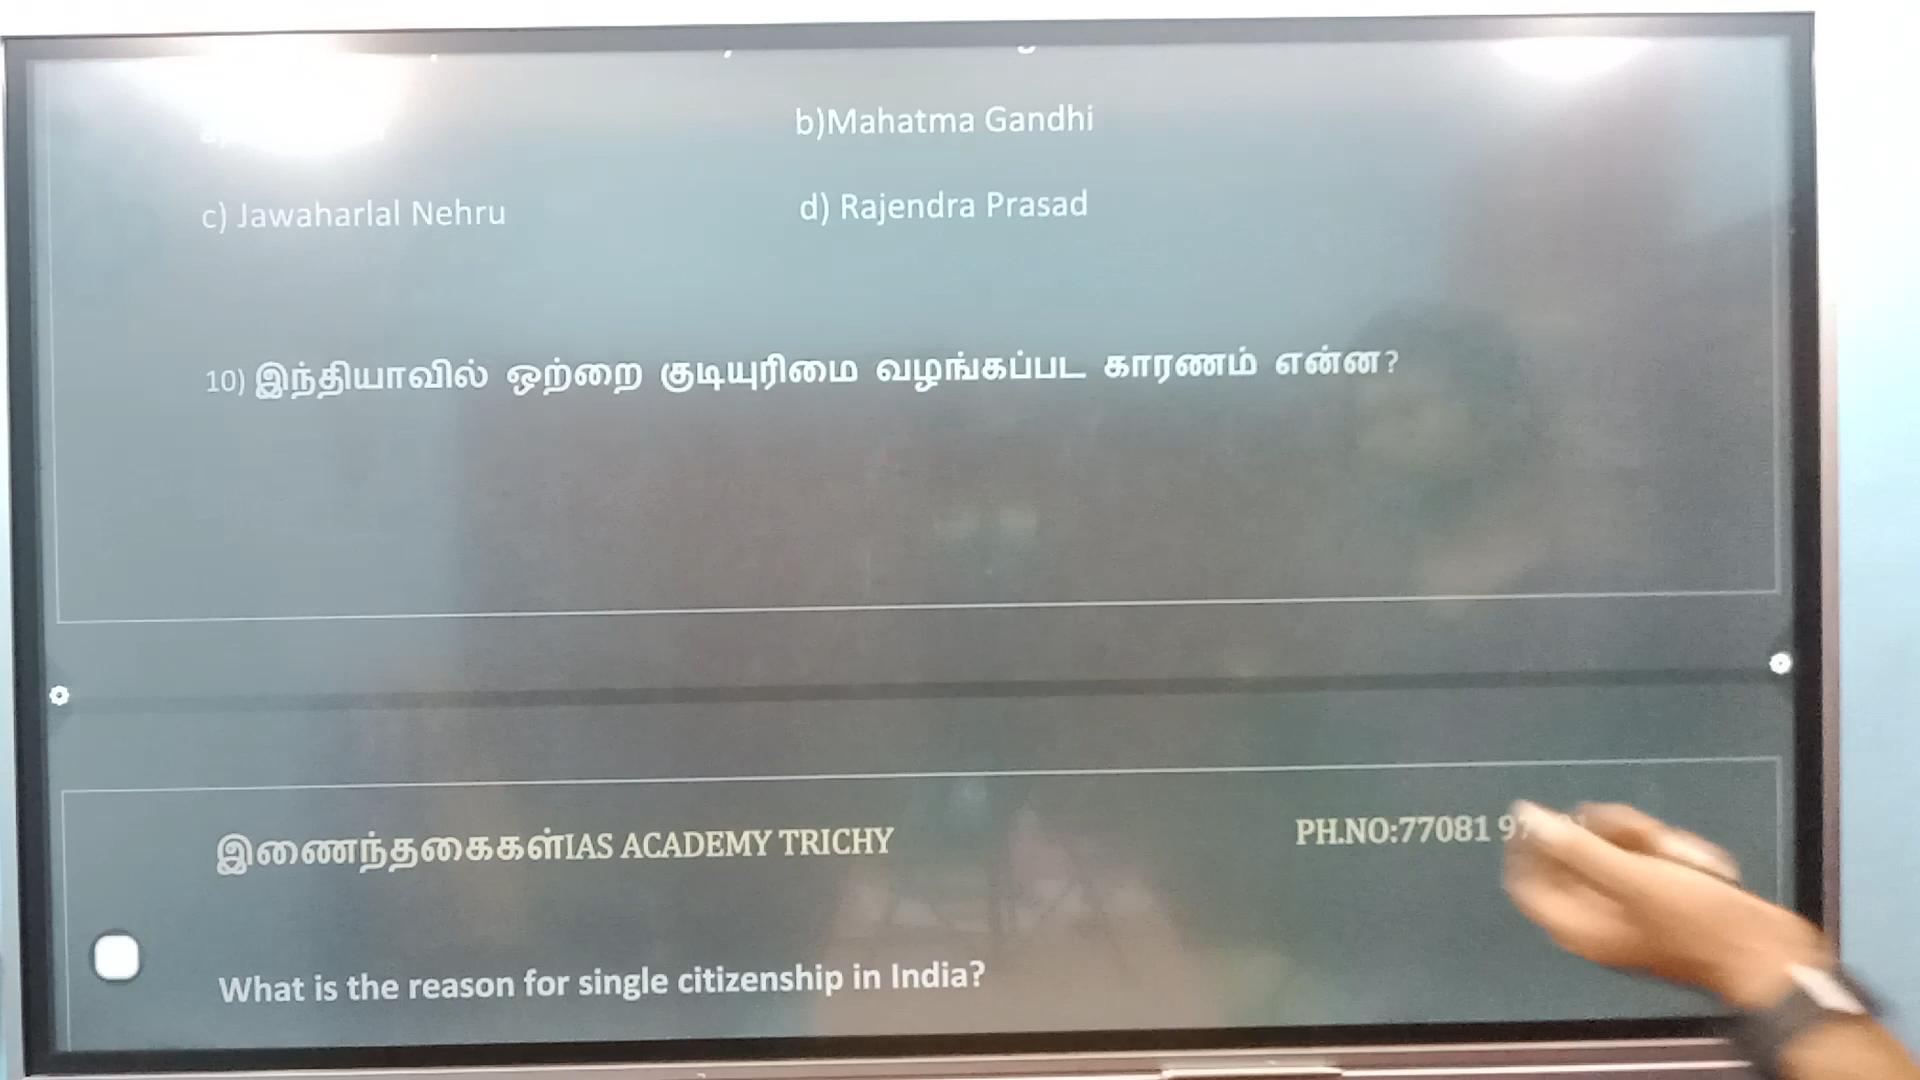 b)Mahatma Gandhi
c) Jawaharlal Nehru
d) Rajendra Prasad
10) இந்தியாவில் ஒற்றை குடியுரிமை வழங்கப்பட காரணம் என்ன?
இணைந்தகைகள்IAS ACADEMY TRICHY
PH.NO:77081
What is the reason for single citizenship in India?